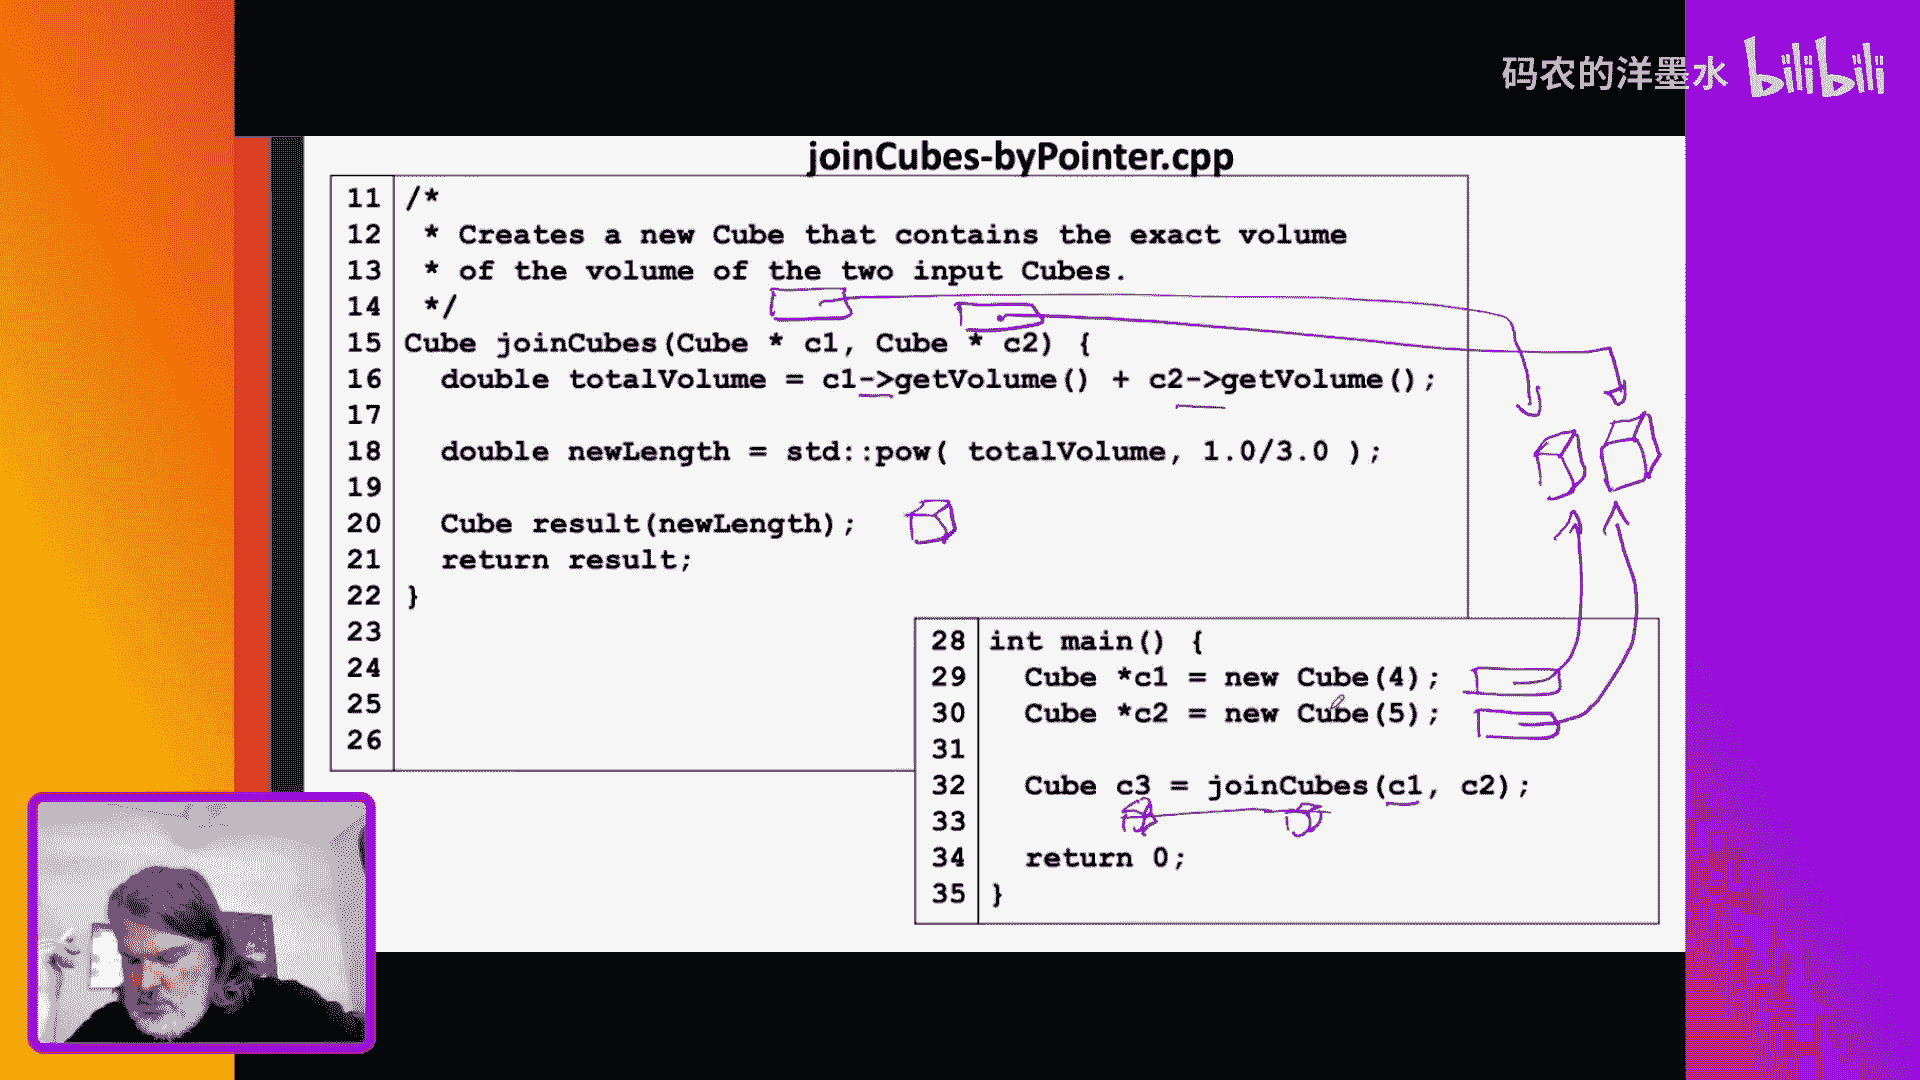 码农的洋墨水 bilibili
joinCubes-byPointer.cpp
11 /*
12 * Creates a new Cube that contains the exact volume
13 * of the volume of the two input Cubes.
14 */
15 Cube joinCubes(Cube * c1, Cube * c2) {
16 double totalVolume = c1->getVolume() + c2->getVolume();
17
18 double newLength = std::pow( totalVolume, 1.0/3.0 );
19
20 Cube result(newLength);
21 return result;
22 }
23
24
25
26
28 int main() {
29 Cube *c1 = new Cube(4);
30 Cube *c2 = new Cube(5);
31
32 Cube c3 = joinCubes(c1, c2);
33
34 return 0;
35 }